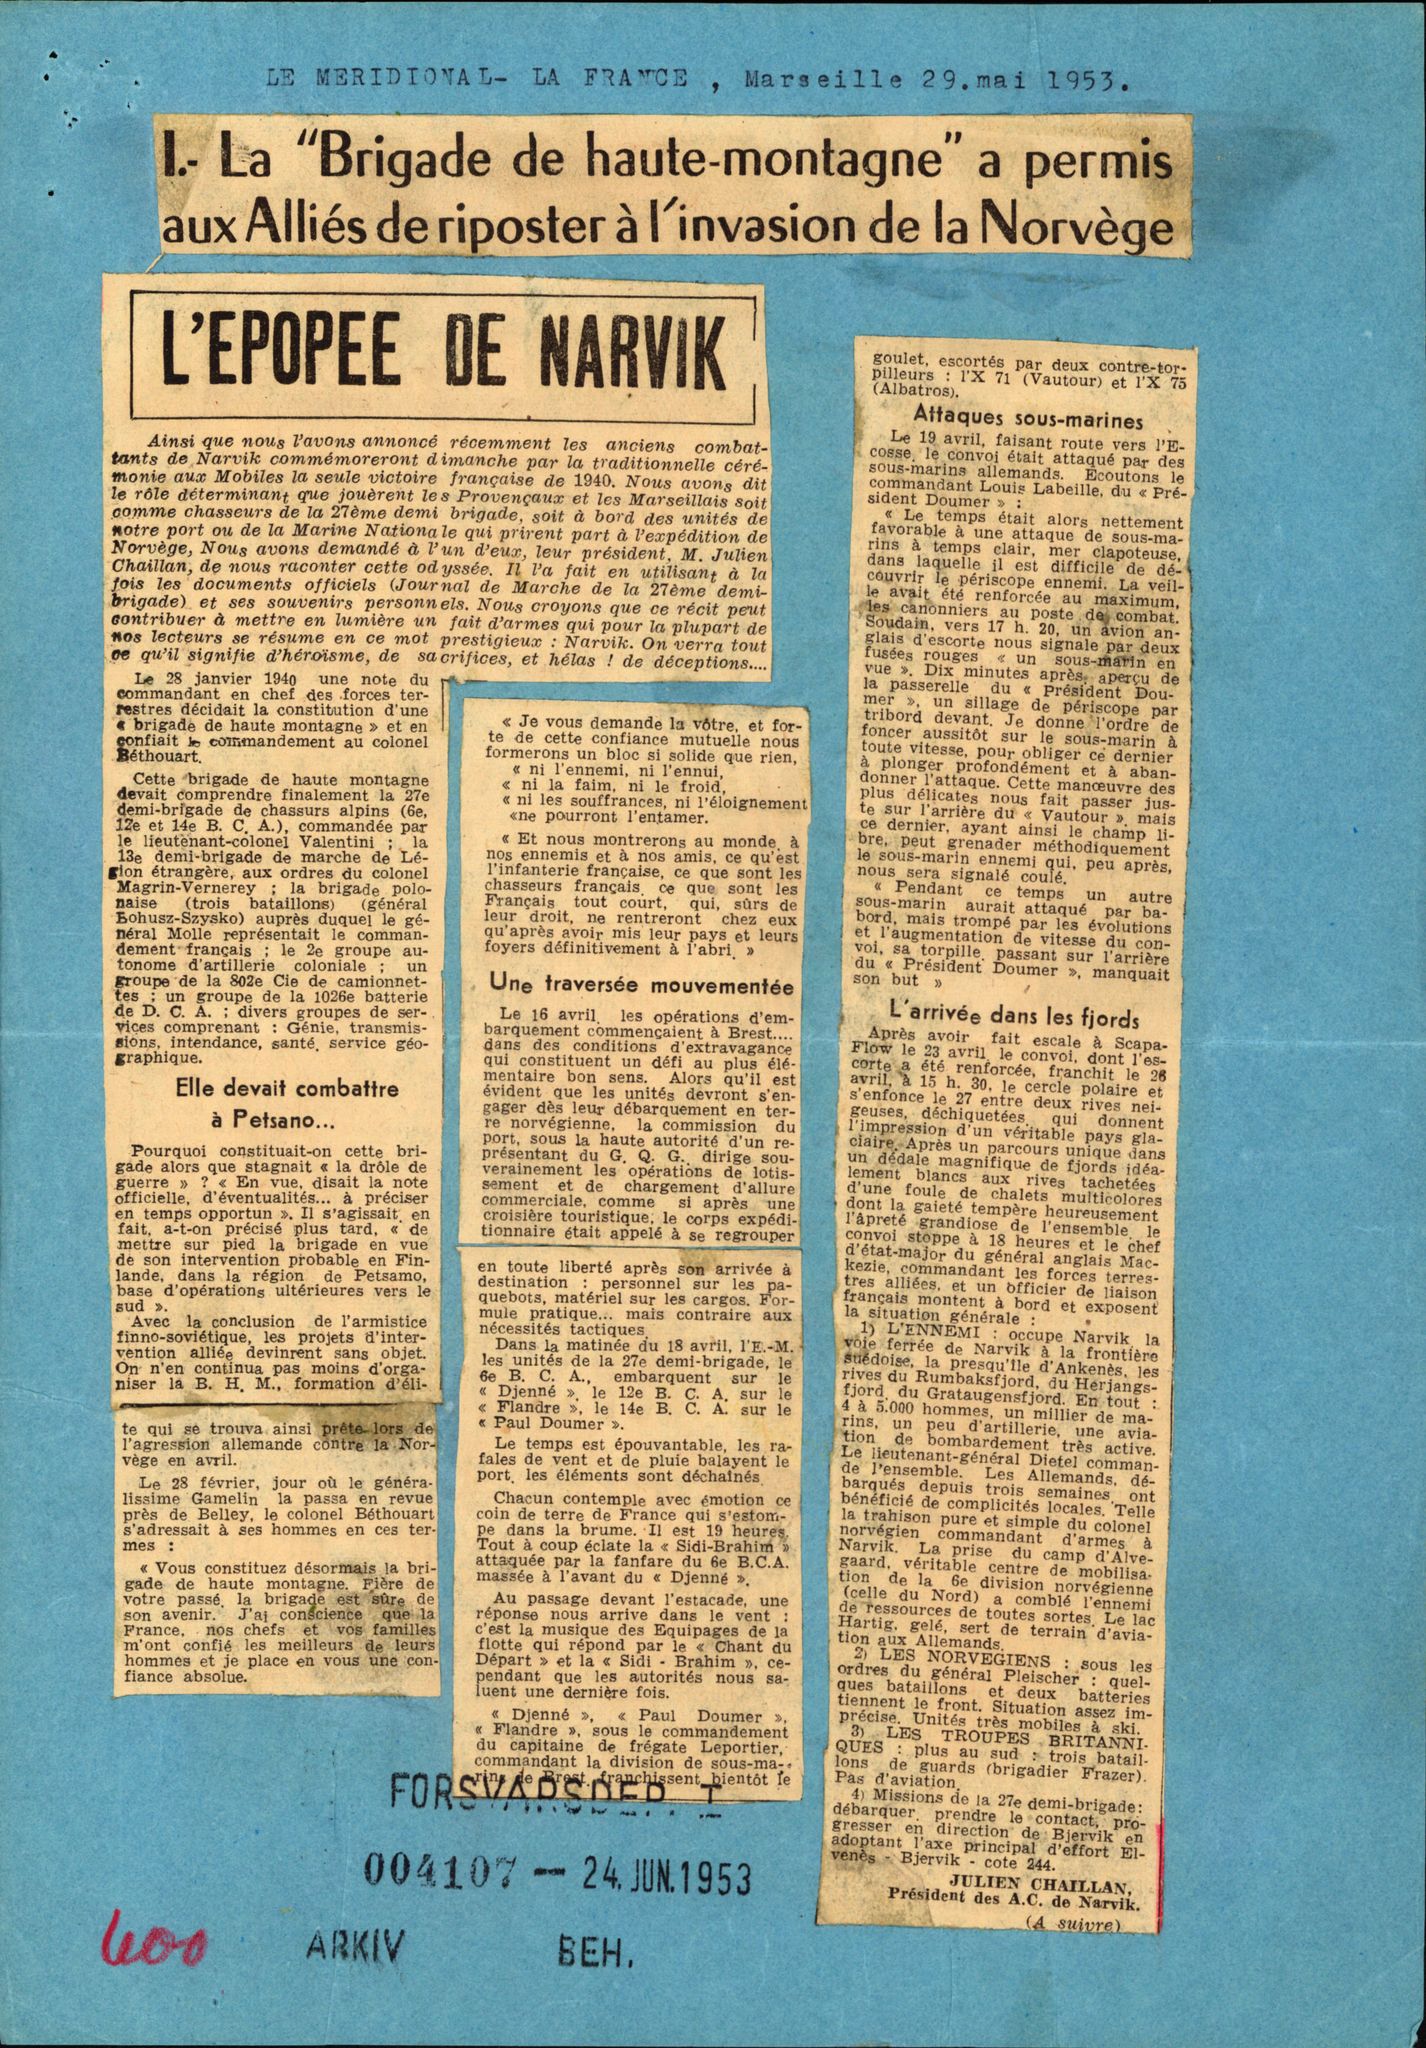 LE MERIDIONAL- LA FRANCE , Marseille 29.mai 1953.
I.- La "Brigade de haute-montagne" a permis
aux Alliés de riposter à l'invasion de la Norvège
L'EPOPEE DE NARVIK
Ainsi que nous l'avons annoncé récemment les anciens combat-
tants de Narvik commémoreront dimanche par la traditionnelle céré-
monie aux Mobiles la seule victoire française de 1940. Nous avons dit
le rôle déterminant que jouèrent les Provençaux et les Marseillais soit
comme chasseurs de la 27ème demi brigade, soit à bord des unités de
notre port ou de la Marine Nationale qui prirent part à l'expédition de
Norvège, Nous avons demandé à l'un d'eux, leur président, M. Julien
Chaillan, de nous raconter cette odyssée. Il l'a fait en utilisant à la
fois les documents officiels (Journal de Marche de la 27ème demi-
brigade) et ses souvenirs personnels. Nous croyons que ce récit peut
contribuer à mettre en lumière un fait d'armes qui pour la plupart de
nos lecteurs se résume en ce mot prestigieux : Narvik. On verra tout
ce qu'il signifie d'héroïsme, de sacrifices, et hélas ! de déceptions....
Le 28 janvier 1940 une note du
commandant en chef des forces ter-
restres décidait la constitution d'une
« brigade de haute montagne » et en
confiait le commandement au colonel
Béthouart.
Cette brigade de haute montagne
devait comprendre finalement la 27e
demi-brigade de chassurs alpins (6e,
12e et 14e B. C. A.), commandée par
le lieutenant-colonel Valentini ; la
13e demi-brigade de marche de Lé-
gion étrangère, aux ordres du colonel
Magrin-Vernerey ; la brigade polo-
naise (trois bataillons) (général
Bohusz-Szysko) auprès duquel le gé-
néral Molle représentait le comman-
dement français ; le 2e groupe au-
tonome d'artillerie coloniale ; un
groupe de la 802e Cie de camionnet-
tes ; un groupe de la 1026e batterie
de D. C. A. ; divers groupes de ser-
vices comprenant : Génie, transmis-
sions, intendance, santé, service géo-
graphique.
Elle devait combattre
à Petsano...
Pourquoi constituait-on cette bri-
gade alors que stagnait « la drôle de
guerre » ? « En vue, disait la note
officielle, d'éventualités... à préciser
en temps opportun ». Il s'agissait, en
fait, a-t-on précisé plus tard, « de
mettre sur pied la brigade en vue
de son intervention probable en Fin-
lande, dans la région de Petsamo,
base d'opérations ultérieures vers le
sud ».
Avec la conclusion de l'armistice
finno-soviétique, les projets d'inter-
vention alliée devinrent sans objet.
On n'en continua pas moins d'orga-
niser la B. H. M., formation d'éli-
te qui se trouva ainsi prête lors de
l'agression allemande contre la Nor-
vège en avril.
Le 28 février, jour où le généra-
lissime Gamelin la passa en revue
près de Belley, le colonel Béthouart
s'adressait à ses hommes en ces ter-
mes :
« Vous constituez désormais la bri-
gade de haute montagne. Fière de
votre passé, la brigade est sûre de
son avenir. J'ai conscience que la
France, nos chefs et vos familles
m'ont confié les meilleurs de leurs
hommes et je place en vous une con-
fiance absolue.
« Je vous demande la vôtre, et for-
te de cette confiance mutuelle nous
formerons un bloc si solide que rien,
« ni l'ennemi, ni l'ennui,
« ni la faim, ni le froid,
« ni les souffrances, ni l'éloignement
«ne pourront l'entamer.
« Et nous montrerons au monde, à
nos ennemis et à nos amis, ce qu'est
l'infanterie française, ce que sont les
chasseurs français, ce que sont les
Français tout court, qui, sûrs de
leur droit, ne rentreront chez eux
qu'après avoir mis leur pays et leurs
foyers définitivement à l'abri. »
Une traversée mouvementée
Le 16 avril, les opérations d'em-
barquement commençaient à Brest....
dans des conditions d'extravagance
qui constituent un défi au plus élé-
mentaire bon sens. Alors qu'il est
évident que les unités devront s'en-
gager dès leur débarquement en ter-
re norvégienne, la commission du
port, sous la haute autorité d'un re-
présentant du G. Q. G., dirige sou-
verainement les opérations de lotis-
sement et de chargement d'allure
commerciale, comme si après une
croisière touristique, le corps expédi-
tionnaire était appelé à se regrouper
en toute liberté après son arrivée à
destination : personnel sur les pa-
quebots, matériel sur les cargos. For-
mule pratique... mais contraire aux
nécessités tactiques.
Dans la matinée du 18 avril, l'E.-M.
les unités de la 27e demi-brigade, le
6e B. C. A., embarquent sur le
« Djenné », le 12e B. C. A. sur le
« Flandre », le 14e B. C. A. sur le
« Paul Doumer ».
Le temps est épouvantable, les ra-
fales de vent et de pluie balayent le
port, les éléments sont déchaînés.
Chacun contemple avec émotion ce
coin de terre de France qui s'estom-
pe dans la brume. Il est 19 heures.
Tout à coup éclate la « Sidi-Brahim »
attaquée par la fanfare du 6e B.C.A.
massée à l'avant du « Djenné ».
Au passage devant l'estacade, une
réponse nous arrive dans le vent :
c'est la musique des Equipages de la
flotte qui répond par le « Chant du
Départ » et la « Sidi - Brahim », ce-
pendant que les autorités nous sa-
luent une dernière fois.
« Djenné », « Paul Doumer »,
« Flandre », sous le commandement
du capitaine de frégate Leportier,
commandant la division de sous-ma-
rins de Brest, franchissent bientôt le
goulet, escortés par deux contre-tor-
pilleurs : l'X 71 (Vautour) et l'X 75
(Albatros).
Attaques sous-marines
Le 19 avril, faisant route vers l'E-
cosse, le convoi était attaqué par des
sous-marins allemands. Ecoutons le
commandant Louis Labeille, du « Pré-
sident Doumer » :
« Le temps était alors nettement
favorable à une attaque de sous-ma-
rins à temps clair, mer clapoteuse,
dans laquelle il est difficile de dé-
couvrir le périscope ennemi. La veil-
le avait été renforcée au maximum,
les canonniers au poste de combat.
Soudain, vers 17 h. 20, un avion an-
glais d'escorte nous signale par deux
fusées rouges « un sous-marin en
vue ». Dix minutes après, aperçu de
la passerelle du « Président Dou-
mer », un sillage de périscope par
tribord devant. Je donne l'ordre de
foncer aussitôt sur le sous-marin à
toute vitesse, pour obliger ce dernier
à plonger profondément et à aban-
donner l'attaque. Cette manœuvre des
plus délicates nous fait passer jus-
te sur l'arrière du « Vautour », mais
ce dernier, ayant ainsi le champ li-
bre, peut grenader méthodiquement
le sous-marin ennemi qui, peu après,
nous sera signalé coulé.
« Pendant ce temps un autre
sous-marin aurait attaqué par ba-
bord, mais trompé par les évolutions
et l'augmentation de vitesse du con-
voi, sa torpille, passant sur l'arrière
du « Président Doumer », manquait
son but »
L'arrivée dans les fjords
Après avoir fait escale à Scapa-
Flow le 23 avril, le convoi, dont l'es-
corte a été renforcée, franchit le 26
avril, à 15 h. 30, le cercle polaire et
s'enfonce le 27 entre deux rives nei-
geuses, déchiquetées, qui donnent
l'impression d'un véritable pays gla-
ciaire. Après un parcours unique dans
un dédale magnifique de fjords idéa-
lement blancs aux rives tachetées
d'une foule de chalets multicolores
dont la gaieté tempère heureusement
l'âpreté grandiose de l'ensemble, le
convoi stoppe à 18 heures et le chef
d'état-major du général anglais Mac-
kezie, commandant les forces terres-
tres alliées, et un officier de liaison
français montent à bord et exposent
la situation générale :
1) L'ENNEMI : occupe Narvik la
voie ferrée de Narvik à la frontière
suédoise, la presqu'île d'Ankenès, les
rives du Rumbaksfjord, du Herjangs-
fjord, du Grataugensfjord. En tout :
4 à 5.000 hommes, un millier de ma-
rins, un peu d'artillerie, une avia-
tion de bombardement très active.
Le lieutenant-général Dietel comman-
de l'ensemble. Les Allemands, dé-
barqués depuis trois semaines, ont
bénéficié de complicités locales. Telle
la trahison pure et simple du colonel
norvégien commandant d'armes à
Narvik. La prise du camp d'Alve-
gaard, véritable centre de mobilisa-
tion de la 6e division norvégienne
(celle du Nord) a comblé l'ennemi
de ressources de toutes sortes. Le lac
Hartig, gelé, sert de terrain d'avia-
tion aux Allemands.
2) LES NORVEGIENS : sous les
ordres du général Pleischer : quel-
ques bataillons et deux batteries
tiennent le front. Situation assez im-
précise. Unités très mobiles à ski.
3) LES TROUPES BRITANNI-
QUES : plus au sud : trois batail-
lons de guards (brigadier Frazer).
Pas d'aviation.
4) Missions de la 27e demi-brigade:
débarquer, prendre le contact, pro-
gresser en direction de Bjervik en
adoptant l'axe principal d'effort El-
venès - Bjervik - cote 244.
JULIEN CHAILLAN,
Président des A.C. de Narvik.
(A suivre)
FORSVARSDEP. I
004107 — 24. JUN. 1953
600 ARKIV BEH.